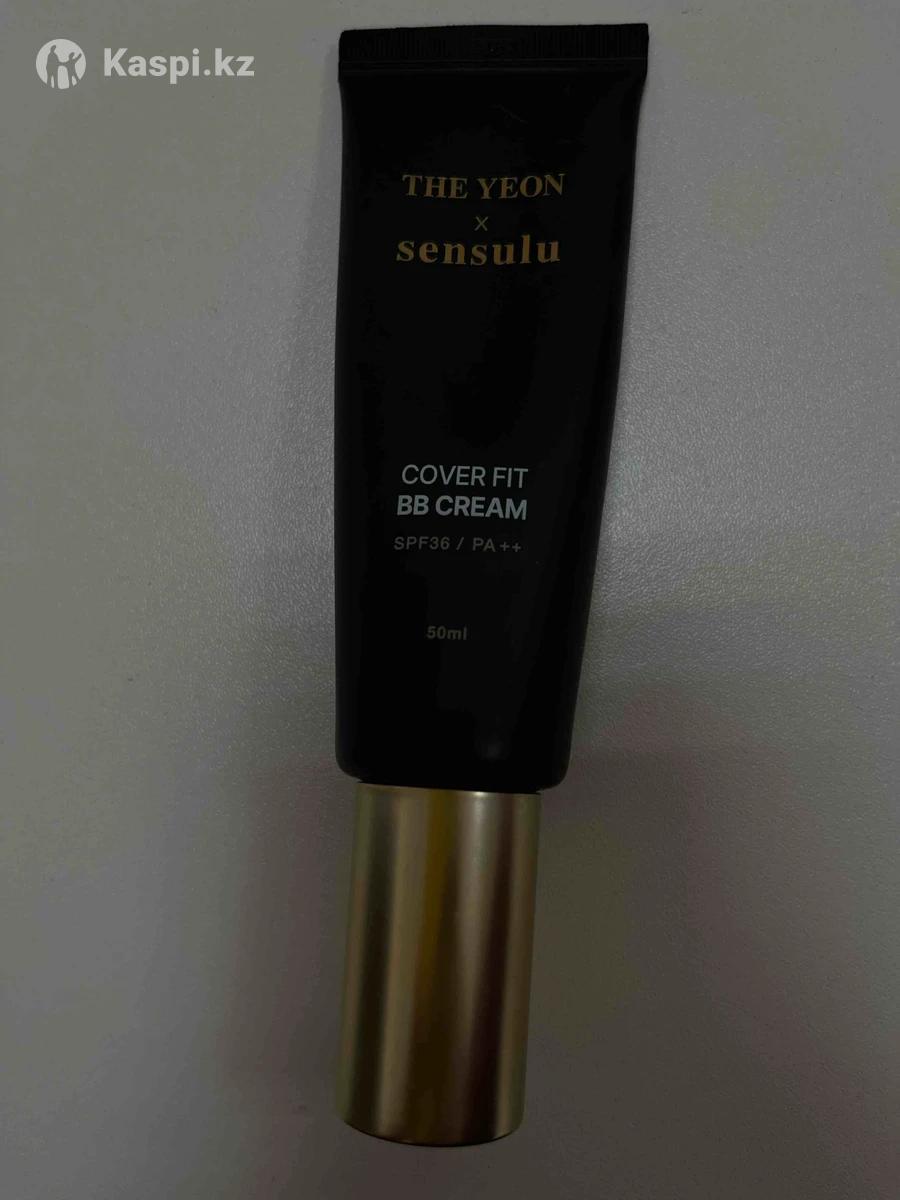 Kaspi.kz
THE YEON
x
sensulu
COVER FIT
BB CREAM
SPF36 / PA++
50ml